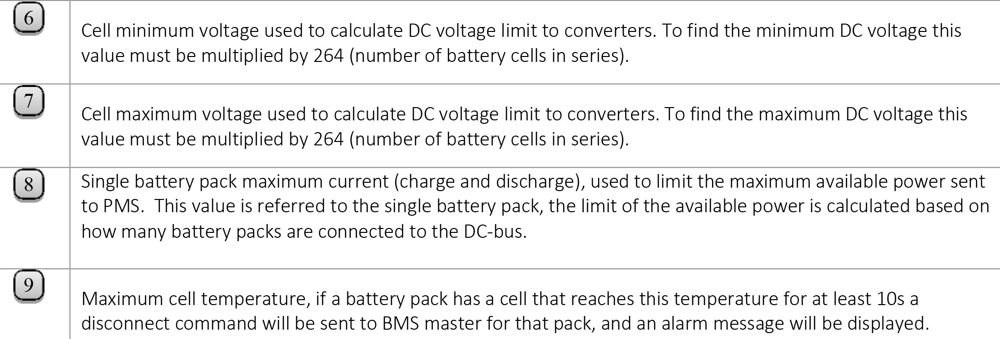 6
Cell minimum voltage used to calculate DC voltage limit to converters. To find the minimum DC voltage this
value must be multiplied by 264 (number of battery cells in series).
7
Cell maximum voltage used to calculate DC voltage limit to converters. To find the maximum DC voltage this
value must be multiplied by 264 (number of battery cells in series).
8
Single battery pack maximum current (charge and discharge), used to limit the maximum available power sent
to PMS.  This value is referred to the single battery pack, the limit of the available power is calculated based on
how many battery packs are connected to the DC-bus.
9
Maximum cell temperature, if a battery pack has a cell that reaches this temperature for at least 10s a
disconnect command will be sent to BMS master for that pack, and an alarm message will be displayed.